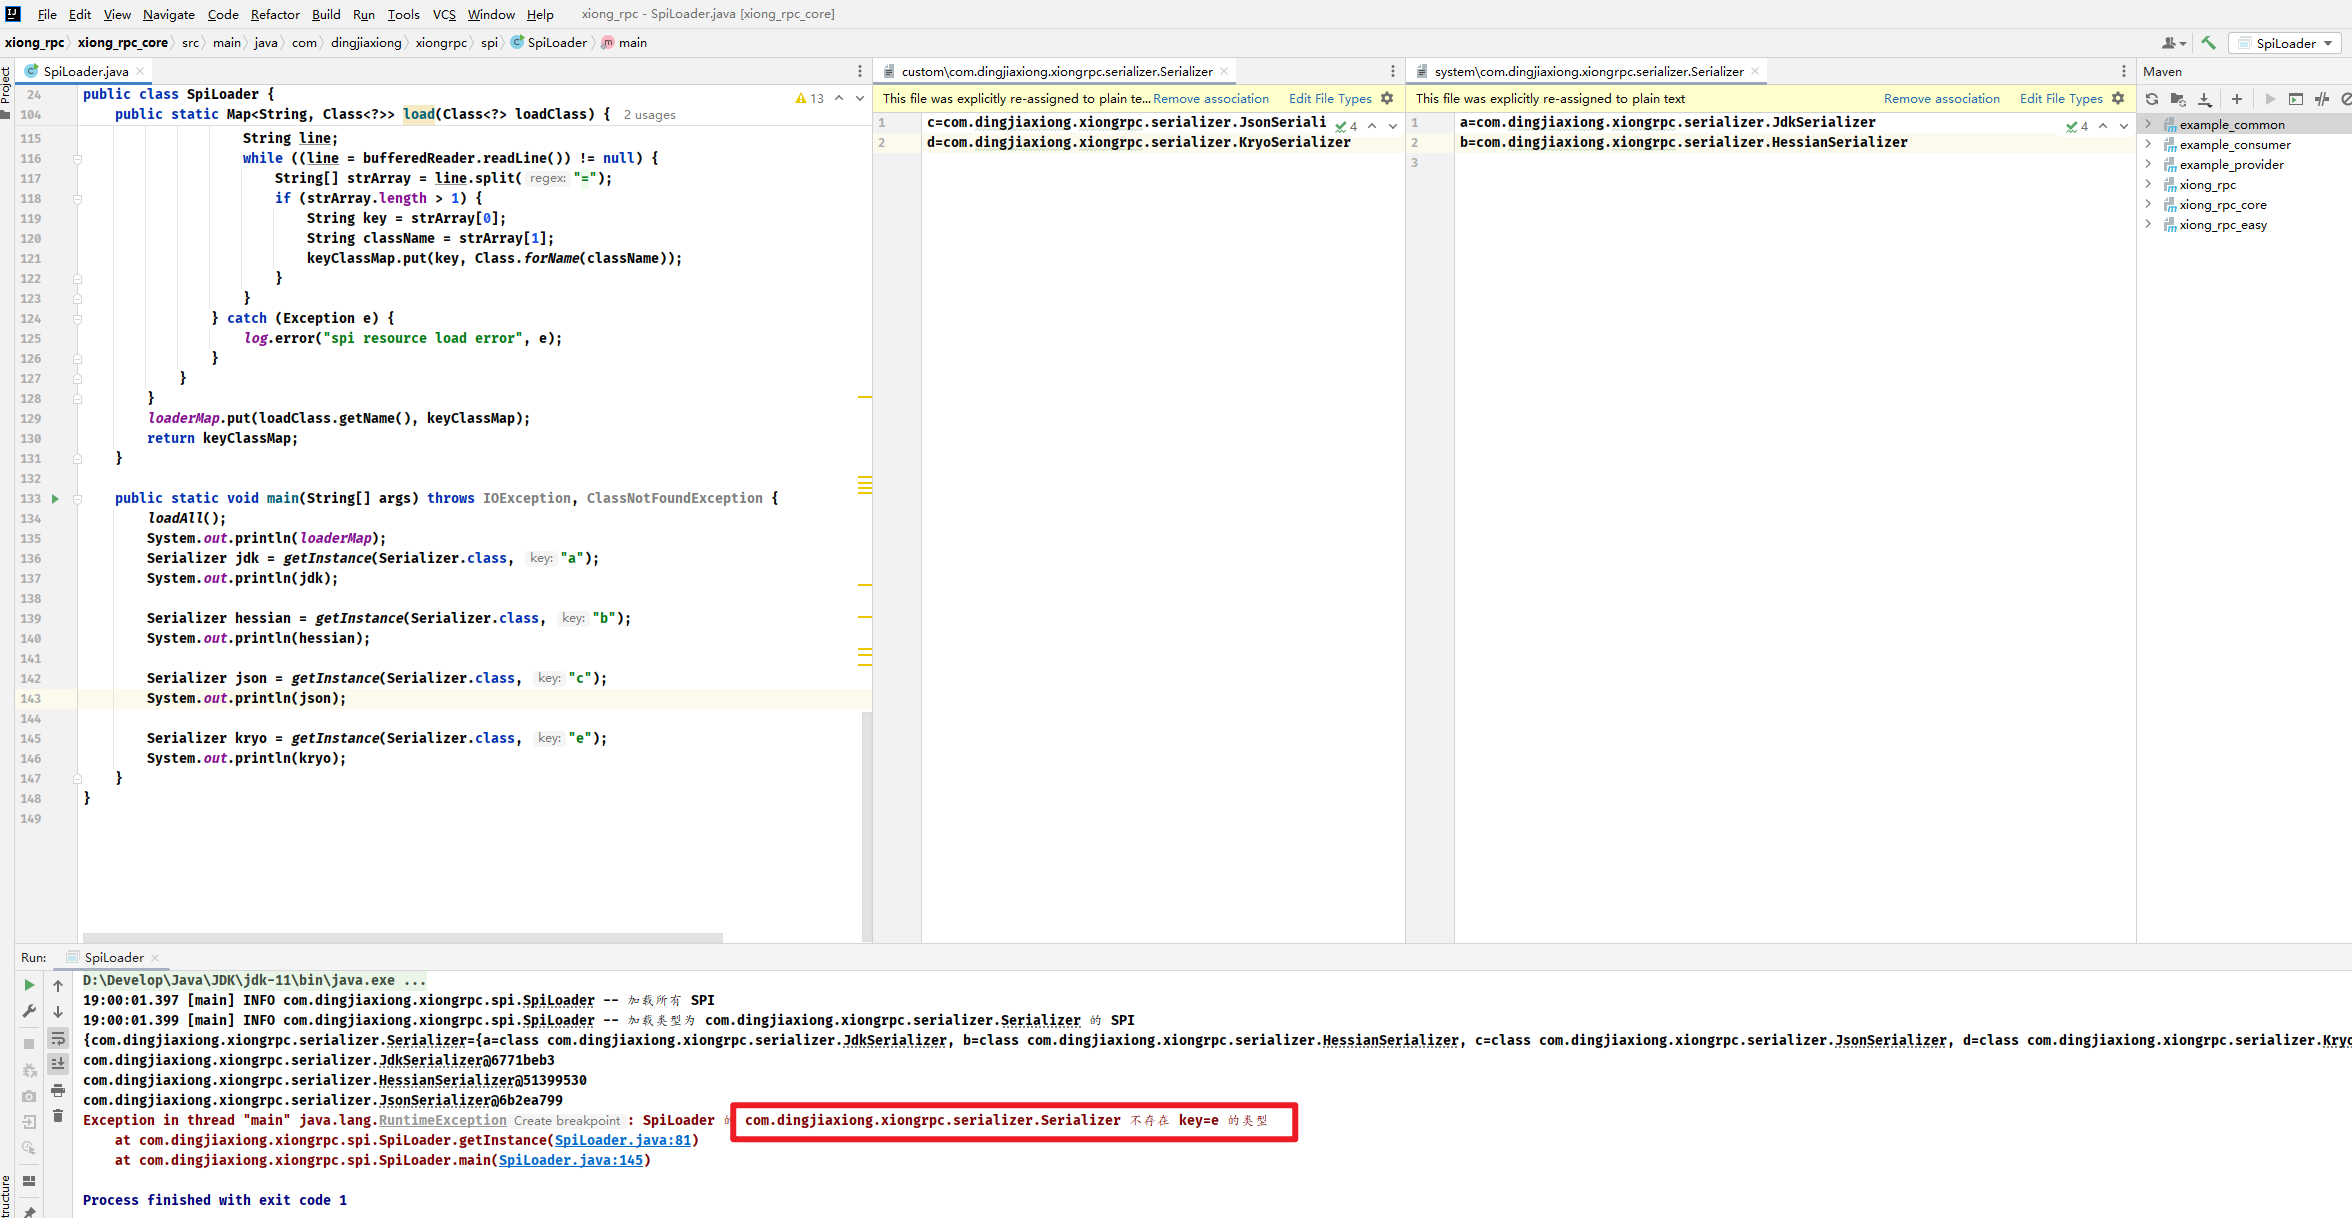 File Edit View Navigate Code Refactor Build Run Tools VCS Window Help xiong_rpc - SpiLoader.java [xiong_rpc_core]
xiong_rpc xiong_rpc_core src main java com dingjiaxiong xiongrpc spi SpiLoader main SpiLoader
Project
SpiLoader.java
24 public class SpiLoader {
104 public static Map<String, Class<?>> load(Class<?> loadClass) { 2 usages
13
115 String line;
116 while ((line = bufferedReader.readLine()) != null) {
117 String[] strArray = line.split( regex: "=");
118 if (strArray.length > 1) {
119 String key = strArray[0];
120 String className = strArray[1];
121 keyClassMap.put(key, Class.forName(className));
122 }
123 }
124 } catch (Exception e) {
125 log.error("spi resource load error", e);
126 }
127 }
128 }
129 loaderMap.put(loadClass.getName(), keyClassMap);
130 return keyClassMap;
131 }
132
133 public static void main(String[] args) throws IOException, ClassNotFoundException {
134 loadAll();
135 System.out.println(loaderMap);
136 Serializer jdk = getInstance(Serializer.class, key: "a");
137 System.out.println(jdk);
138
139 Serializer hessian = getInstance(Serializer.class, key: "b");
140 System.out.println(hessian);
141
142 Serializer json = getInstance(Serializer.class, key: "c");
143 System.out.println(json);
144
145 Serializer kryo = getInstance(Serializer.class, key: "e");
146 System.out.println(kryo);
147 }
148 }
149
custom\com.dingjiaxiong.xiongrpc.serializer.Serializer
This file was explicitly re-assigned to plain te... Remove association Edit File Types
1 c=com.dingjiaxiong.xiongrpc.serializer.JsonSeriali 4
2 d=com.dingjiaxiong.xiongrpc.serializer.KryoSerializer
system\com.dingjiaxiong.xiongrpc.serializer.Serializer
This file was explicitly re-assigned to plain text Remove association Edit File Types
1 a=com.dingjiaxiong.xiongrpc.serializer.JdkSerializer 4
2 b=com.dingjiaxiong.xiongrpc.serializer.HessianSerializer
3
Maven
example_common
example_consumer
example_provider
xiong_rpc
xiong_rpc_core
xiong_rpc_easy
Run: SpiLoader
D:\Develop\Java\JDK\jdk-11\bin\java.exe ...
19:00:01.397 [main] INFO com.dingjiaxiong.xiongrpc.spi.SpiLoader -- 加载所有 SPI
19:00:01.399 [main] INFO com.dingjiaxiong.xiongrpc.spi.SpiLoader -- 加载类型为 com.dingjiaxiong.xiongrpc.serializer.Serializer 的 SPI
{com.dingjiaxiong.xiongrpc.serializer.Serializer={a=class com.dingjiaxiong.xiongrpc.serializer.JdkSerializer, b=class com.dingjiaxiong.xiongrpc.serializer.HessianSerializer, c=class com.dingjiaxiong.xiongrpc.serializer.JsonSerializer, d=class com.dingjiaxiong.xiongrpc.serializer.Kryo
com.dingjiaxiong.xiongrpc.serializer.JdkSerializer@6771beb3
com.dingjiaxiong.xiongrpc.serializer.HessianSerializer@51399530
com.dingjiaxiong.xiongrpc.serializer.JsonSerializer@6b2ea799
Exception in thread "main" java.lang.RuntimeException Create breakpoint : SpiLoader 的 com.dingjiaxiong.xiongrpc.serializer.Serializer 不存在 key=e 的类型
at com.dingjiaxiong.xiongrpc.spi.SpiLoader.getInstance(SpiLoader.java:81)
at com.dingjiaxiong.xiongrpc.spi.SpiLoader.main(SpiLoader.java:145)
Process finished with exit code 1